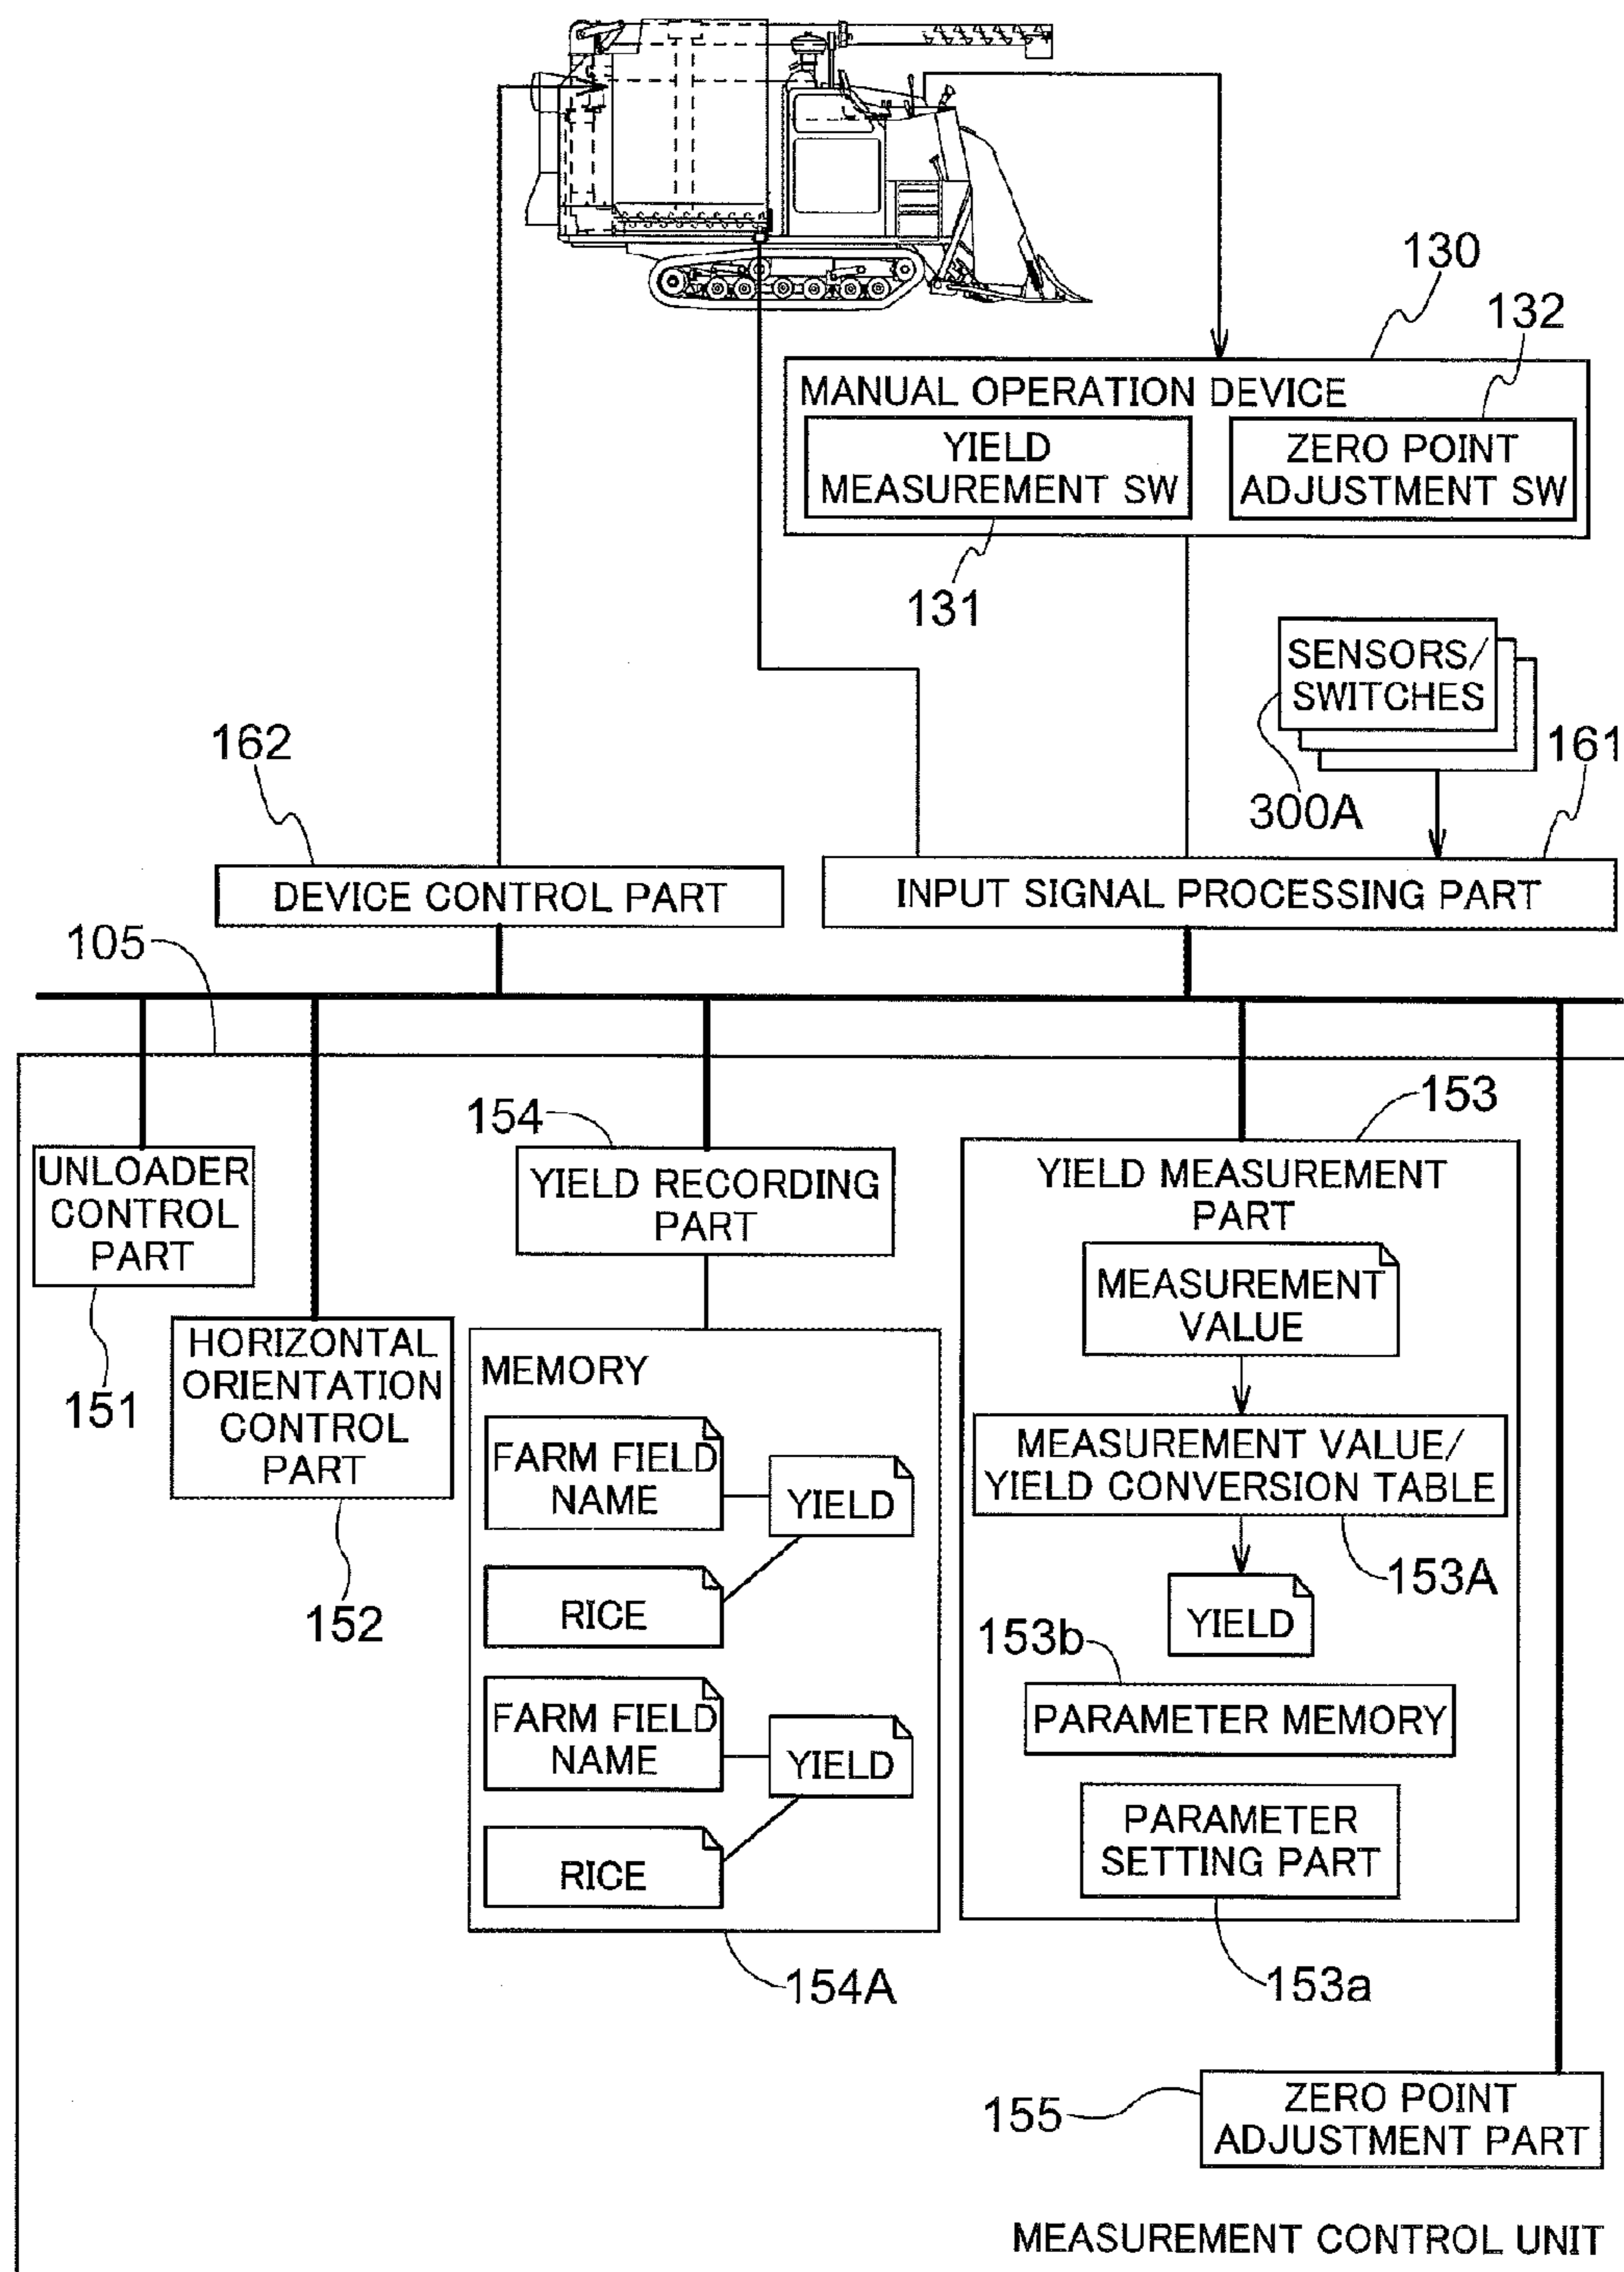 130
132
MANUAL OPERATION DEVICE
YIELD
MEASUREMENT SW
ZERO POINT
ADJUSTMENT SW
131
SENSORS/
SWITCHES
300A
162
161
DEVICE CONTROL PART
INPUT SIGNAL PROCESSING PART
105
UNLOADER
CONTROL
PART
151
HORIZONTAL
ORIENTATION
CONTROL
PART
152
154
YIELD RECORDING
PART
MEMORY
FARM FIELD
NAME
YIELD
RICE
FARM FIELD
NAME
YIELD
RICE
154A
153
YIELD MEASUREMENT
PART
MEASUREMENT
VALUE
MEASUREMENT VALUE/
YIELD CONVERSION TABLE
153A
YIELD
153b
PARAMETER MEMORY
PARAMETER
SETTING PART
153a
155
ZERO POINT
ADJUSTMENT PART
MEASUREMENT CONTROL UNIT